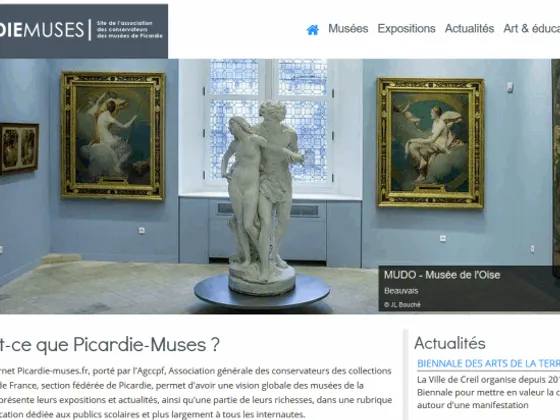 DIEMUSES
Site de l'association
des conservateurs
des musées de Picardie
Musées Expositions Actualités Art & éduca
MUDO - Musée de l'Oise
Beauvais
© JL Bouché
t-ce que Picardie-Muses ?
rnet Picardie-muses.fr, porté par l'Agccpf, Association générale des conservateurs des collections
de France, section fédérée de Picardie, permet d'avoir une vision globale des musées de la
présente leurs expositions et actualités, ainsi qu'une partie de leurs richesses, dans une rubrique
cation dédiée aux publics scolaires et plus largement à tous les internautes.
Actualités
BIENNALE DES ARTS DE LA TERR
La Ville de Creil organise depuis 201
Biennale pour mettre en valeur la c
autour d'une manifestation